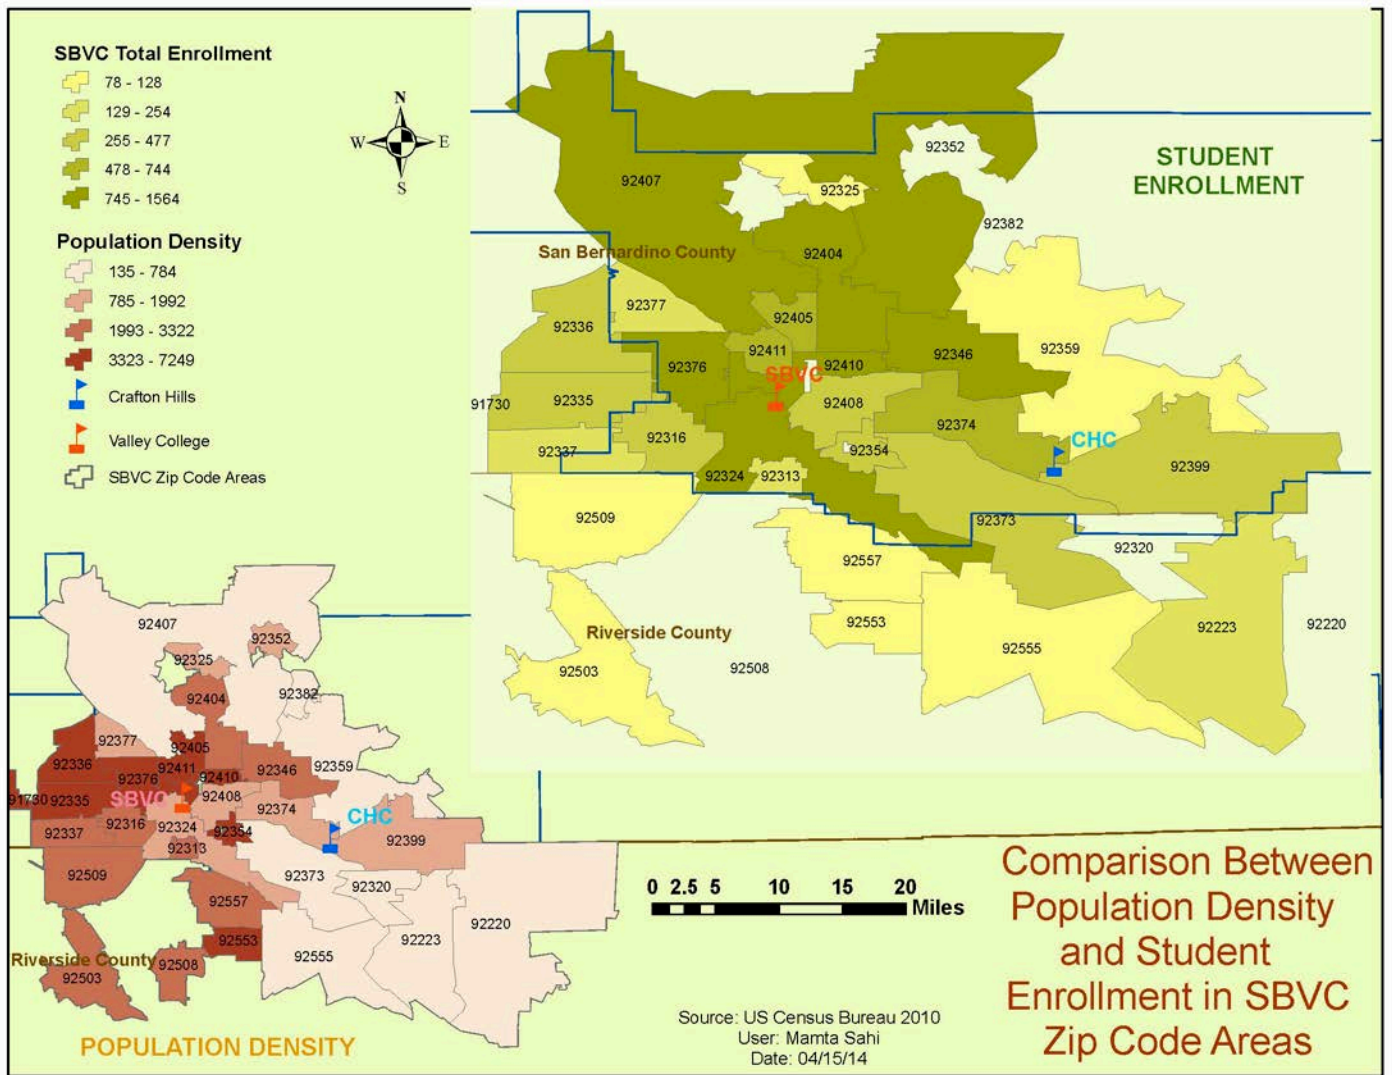 SBVC Total Enrollment
78 - 128
129 - 254
255 - 477
478 - 744
745 - 1564
Population Density
135 - 784
785 - 1992
1993 - 3322
3323 - 7249
Crafton Hills
Valley College
SBVC Zip Code Areas
N
W E
S
STUDENT
ENROLLMENT
92352
92407
92325
92382
San Bernardino County
92404
92377
92405
92336
92411
92346
92359
92376
92410
SBVC
91730
92335
92408
92374
92316
CHC
92337
92354
92399
92324
92313
92509
92373
92320
92557
92553
92223
92220
Riverside County
92555
92503
92508
92407
92352
92325
92382
92404
92377
92405
92336
92411
92346
92359
92376
92410
91730
92335
SBVC
92408
92374
92316
92324
CHC
92337
92354
92399
92313
92509
92373
92320
92557
92220
92553
92223
92555
Riverside County
92508
92503
POPULATION DENSITY
0 2.5 5 10 15 20
Miles
Source: US Census Bureau 2010
User: Mamta Sahi
Date: 04/15/14
Comparison Between
Population Density
and Student
Enrollment in SBVC
Zip Code Areas